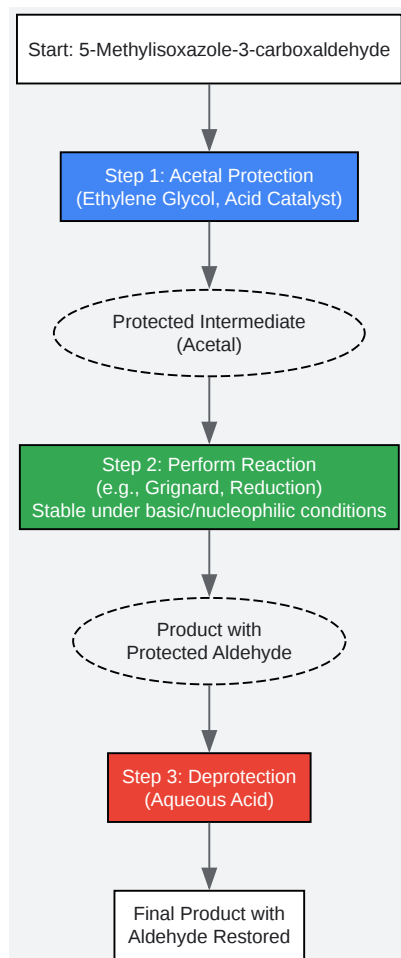 Start: 5-Methylisoxazole-3-carboxaldehyde
Step 1: Acetal Protection
(Ethylene Glycol, Acid Catalyst)
Protected Intermediate
(Acetal)
Step 2: Perform Reaction
(e.g., Grignard, Reduction)
Stable under basic/nucleophilic conditions
Product with
Protected Aldehyde
Step 3: Deprotection
(Aqueous Acid)
Final Product with
Aldehyde Restored